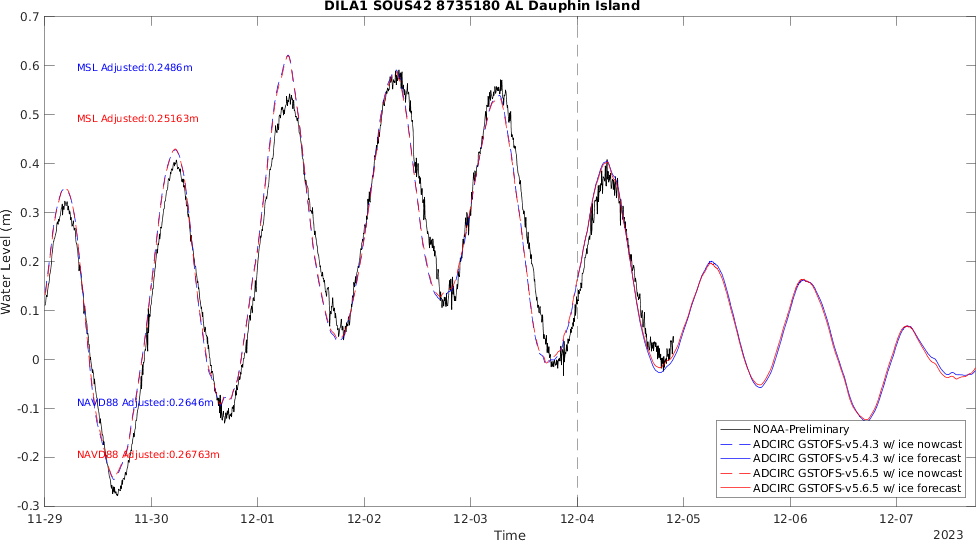 DILA1 SOUS42 8735180 AL Dauphin Island
0.7
0.6
0.5
0.4
0.3
0.2
0.1
0
-0.1
-0.2
-0.3
Water Level (m)
MSL Adjusted:0.2486m
MSL Adjusted:0.25163m
NAVD88 Adjusted:0.2646m
NAVD88 Adjusted:0.26763m
NOAA-Preliminary
ADCIRC GSTOFS-v5.4.3 w/ ice nowcast
ADCIRC GSTOFS-v5.4.3 w/ ice forecast
ADCIRC GSTOFS-v5.6.5 w/ ice nowcast
ADCIRC GSTOFS-v5.6.5 w/ ice forecast
11-29 11-30 12-01 12-02 12-03 12-04 12-05 12-06 12-07
Time
2023